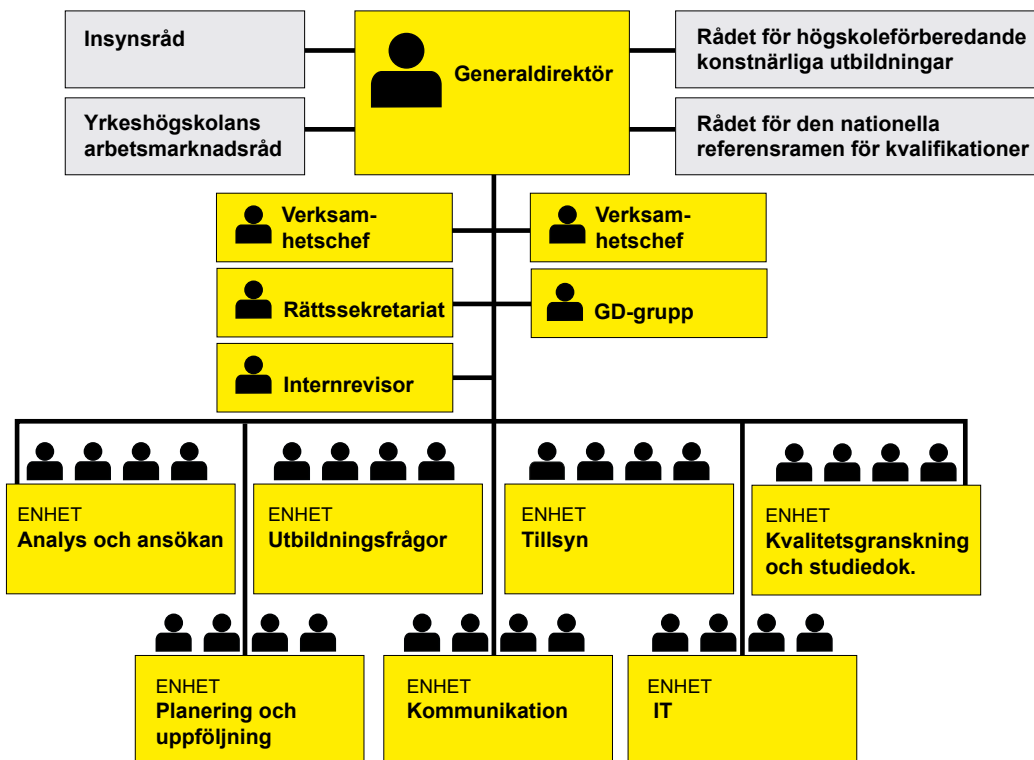 Insynsråd
Generaldirektör
Rådet för högskoleförberedande
konstnärliga utbildningar
Yrkeshögskolans
arbetsmarknadsråd
Rådet för den nationella
referensramen för kvalifikationer
Verksam-
hetschef
Verksam-
hetschef
Rättssekretariat
GD-grupp
Internrevisor
ENHET
Analys och ansökan
ENHET
Utbildningsfrågor
ENHET
Tillsyn
ENHET
Kvalitetsgranskning
och studiedok.
ENHET
Planering och
uppföljning
ENHET
Kommunikation
ENHET
IT